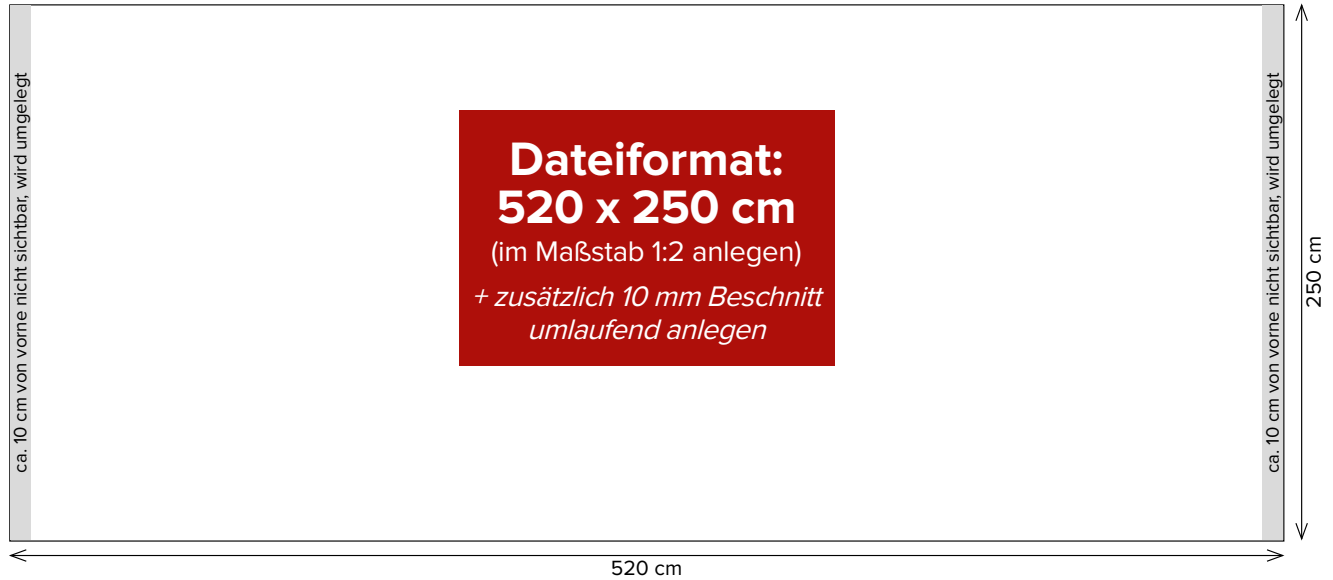 ca. 10 cm von vorne nicht sichtbar, wird umgelegt
Dateiformat:
520 x 250 cm
(im Maßstab 1:2 anlegen)
+ zusätzlich 10 mm Beschnitt
umlaufend anlegen
ca. 10 cm von vorne nicht sichtbar, wird umgelegt
250 cm
520 cm